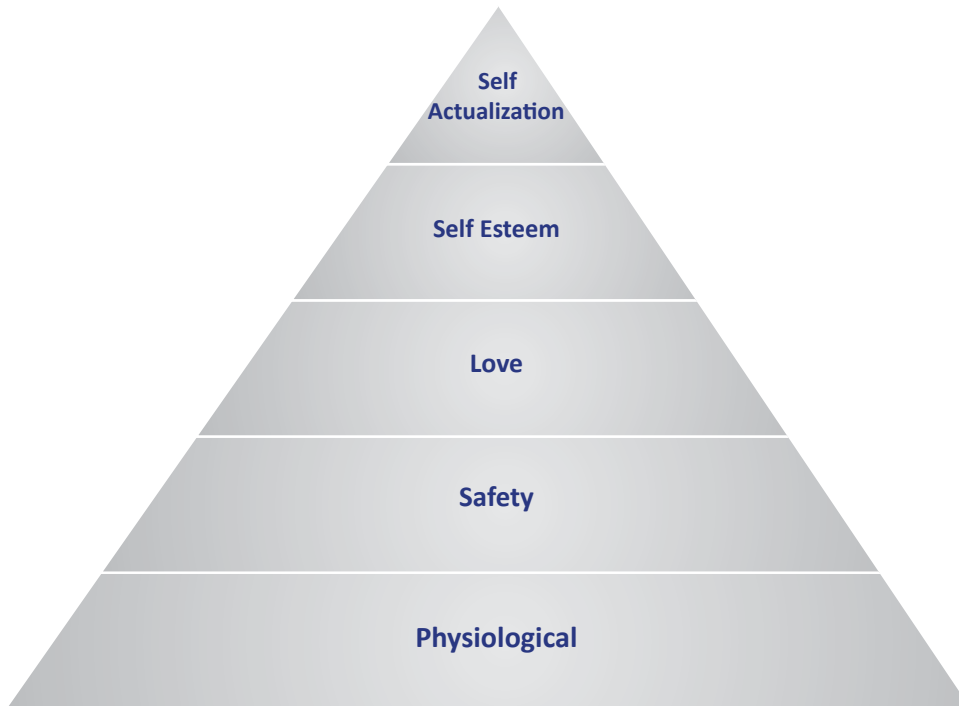 Self
Actualization
Self Esteem
Love
Safety
Physiological